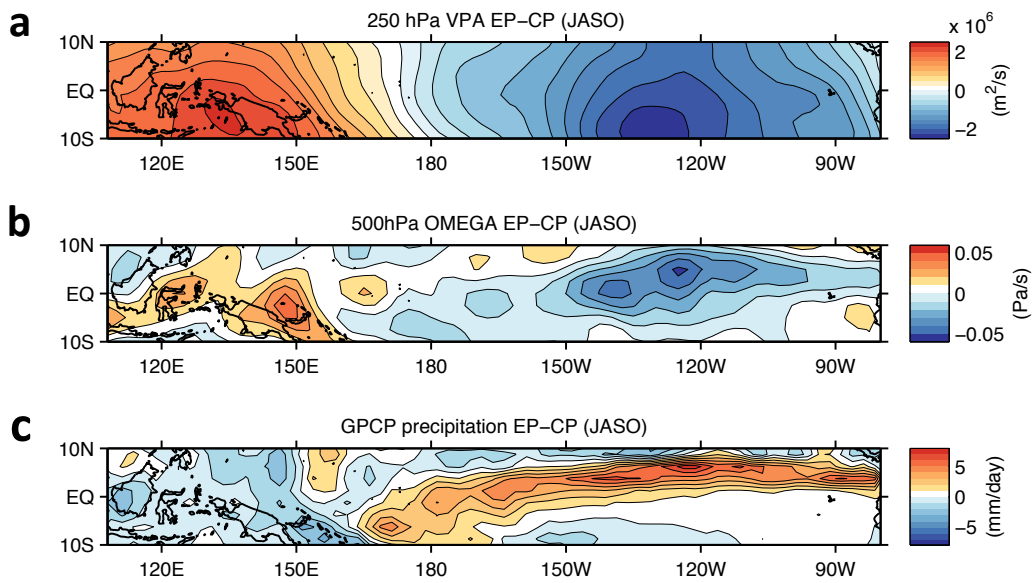 a
250 hPa VPA EP−CP (JASO)
x 10⁶
10N
EQ
10S
120E 150E 180 150W 120W 90W
2
0
−2
(m²/s)
b
500hPa OMEGA EP−CP (JASO)
10N
EQ
10S
120E 150E 180 150W 120W 90W
0.05
0
−0.05
(Pa/s)
c
GPCP precipitation EP−CP (JASO)
10N
EQ
10S
120E 150E 180 150W 120W 90W
5
0
−5
(mm/day)